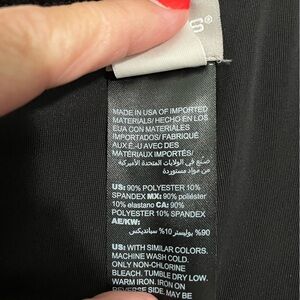 S®
MADE IN USA OF IMPORTED
MATERIALS/ HECHO EN LOS
EUA CON MATERIALES
IMPORTADOS/ FABRIQUÉ
AUX É.-U AVEC DES
MATÉRIAUX IMPORTÉS/
صنع في الولايات المتحدة الأميركية
من مواد مستوردة
US: 90% POLYESTER 10%
SPANDEX MX: 90% poliéster
10% elastano CA: 90%
POLYESTER 10% SPANDEX
AE/KW:
90% بوليستر 10% سبانديكس
US: WITH SIMILAR COLORS.
MACHINE WASH COLD.
ONLY NON-CHLORINE
BLEACH. TUMBLE DRY LOW.
WARM IRON. IRON ON
REVERSE SIDE. MAY BE